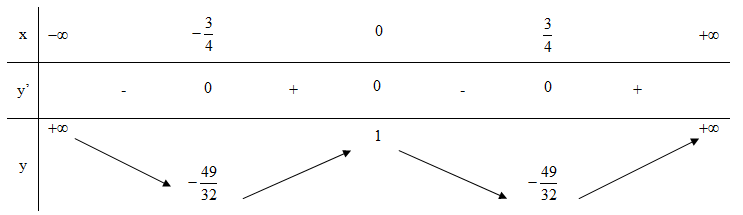 x −∞ −3/4 0 3/4 +∞
y’ - 0 + 0 - 0 +
+∞ 1 +∞
y −49/32 −49/32